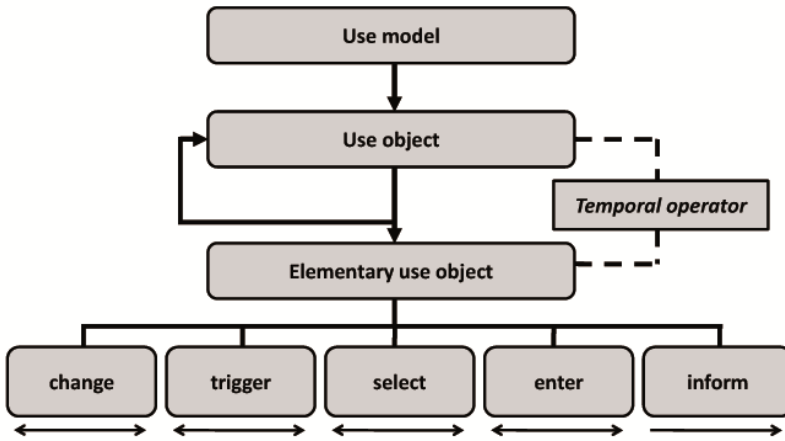 Use model
Use object
Temporal operator
Elementary use object
change
trigger
select
enter
inform